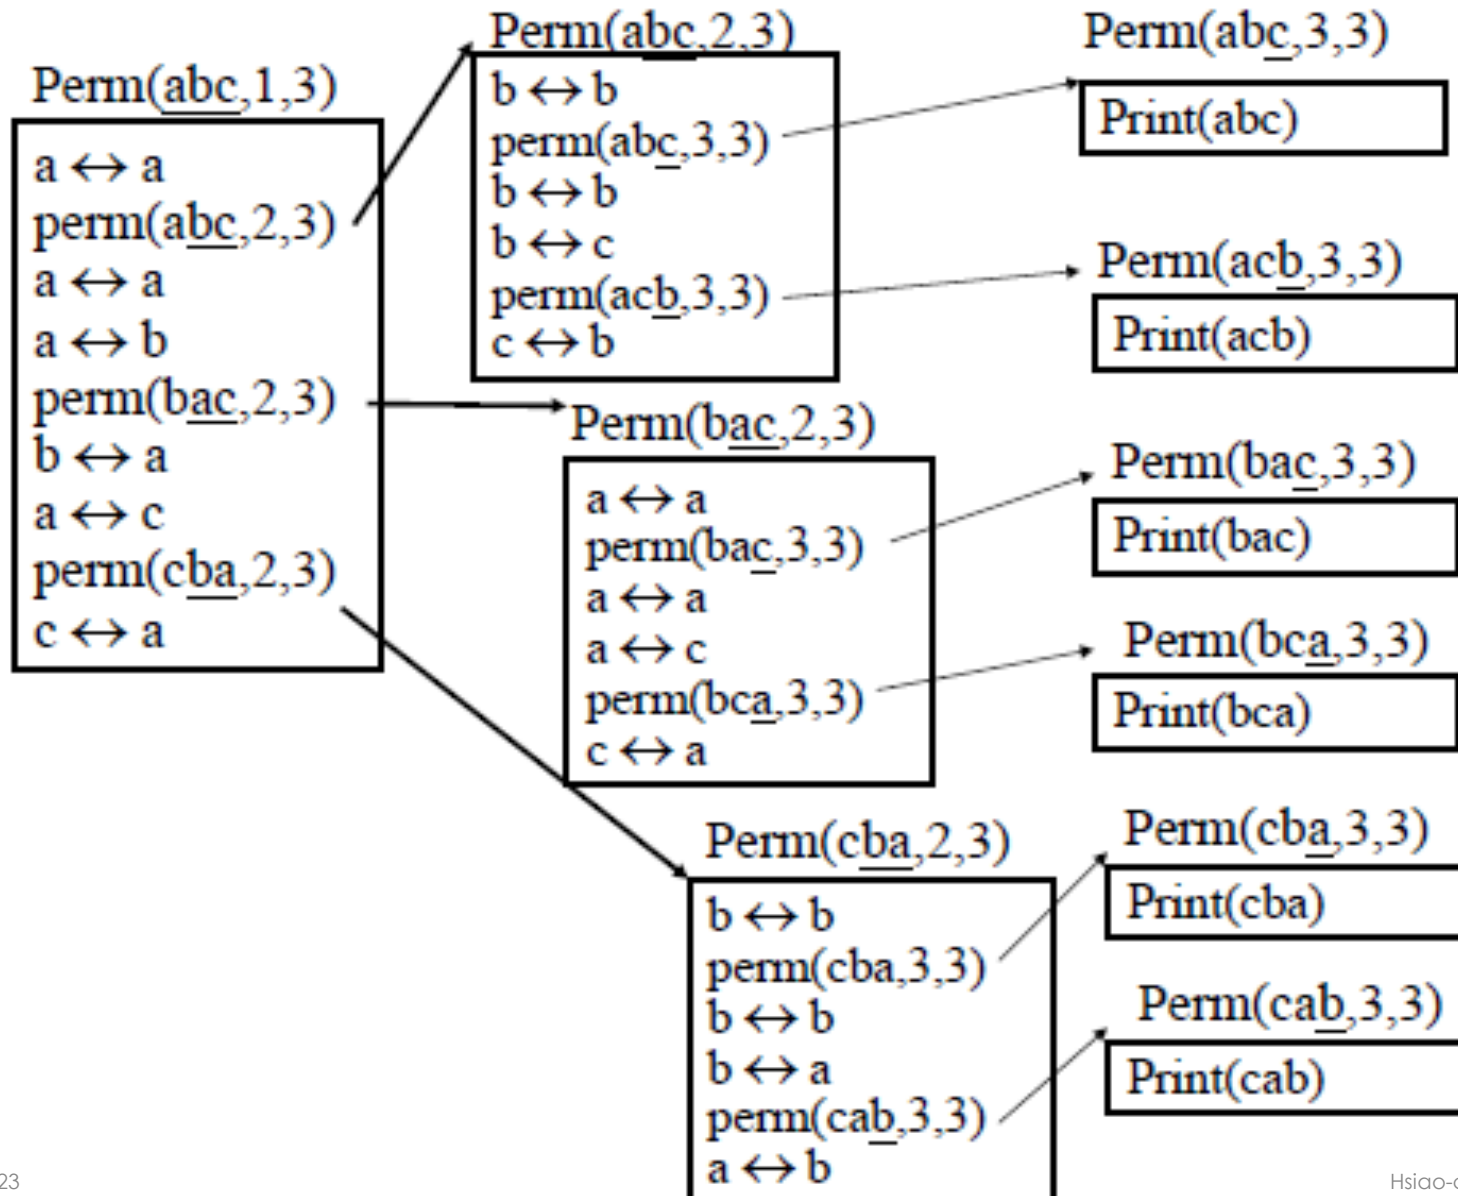 Perm(abc,1,3)
a ↔ a
perm(abc,2,3)
a ↔ a
a ↔ b
perm(bac,2,3)
b ↔ a
a ↔ c
perm(cba,2,3)
c ↔ a
Perm(abc,2,3)
b ↔ b
perm(abc,3,3)
b ↔ b
b ↔ c
perm(acb,3,3)
c ↔ b
Perm(bac,2,3)
a ↔ a
perm(bac,3,3)
a ↔ a
a ↔ c
perm(bca,3,3)
c ↔ a
Perm(cba,2,3)
b ↔ b
perm(cba,3,3)
b ↔ b
b ↔ a
perm(cab,3,3)
a ↔ b
Perm(abc,3,3)
Print(abc)
Perm(acb,3,3)
Print(acb)
Perm(bac,3,3)
Print(bac)
Perm(bca,3,3)
Print(bca)
Perm(cba,3,3)
Print(cba)
Perm(cab,3,3)
Print(cab)
23